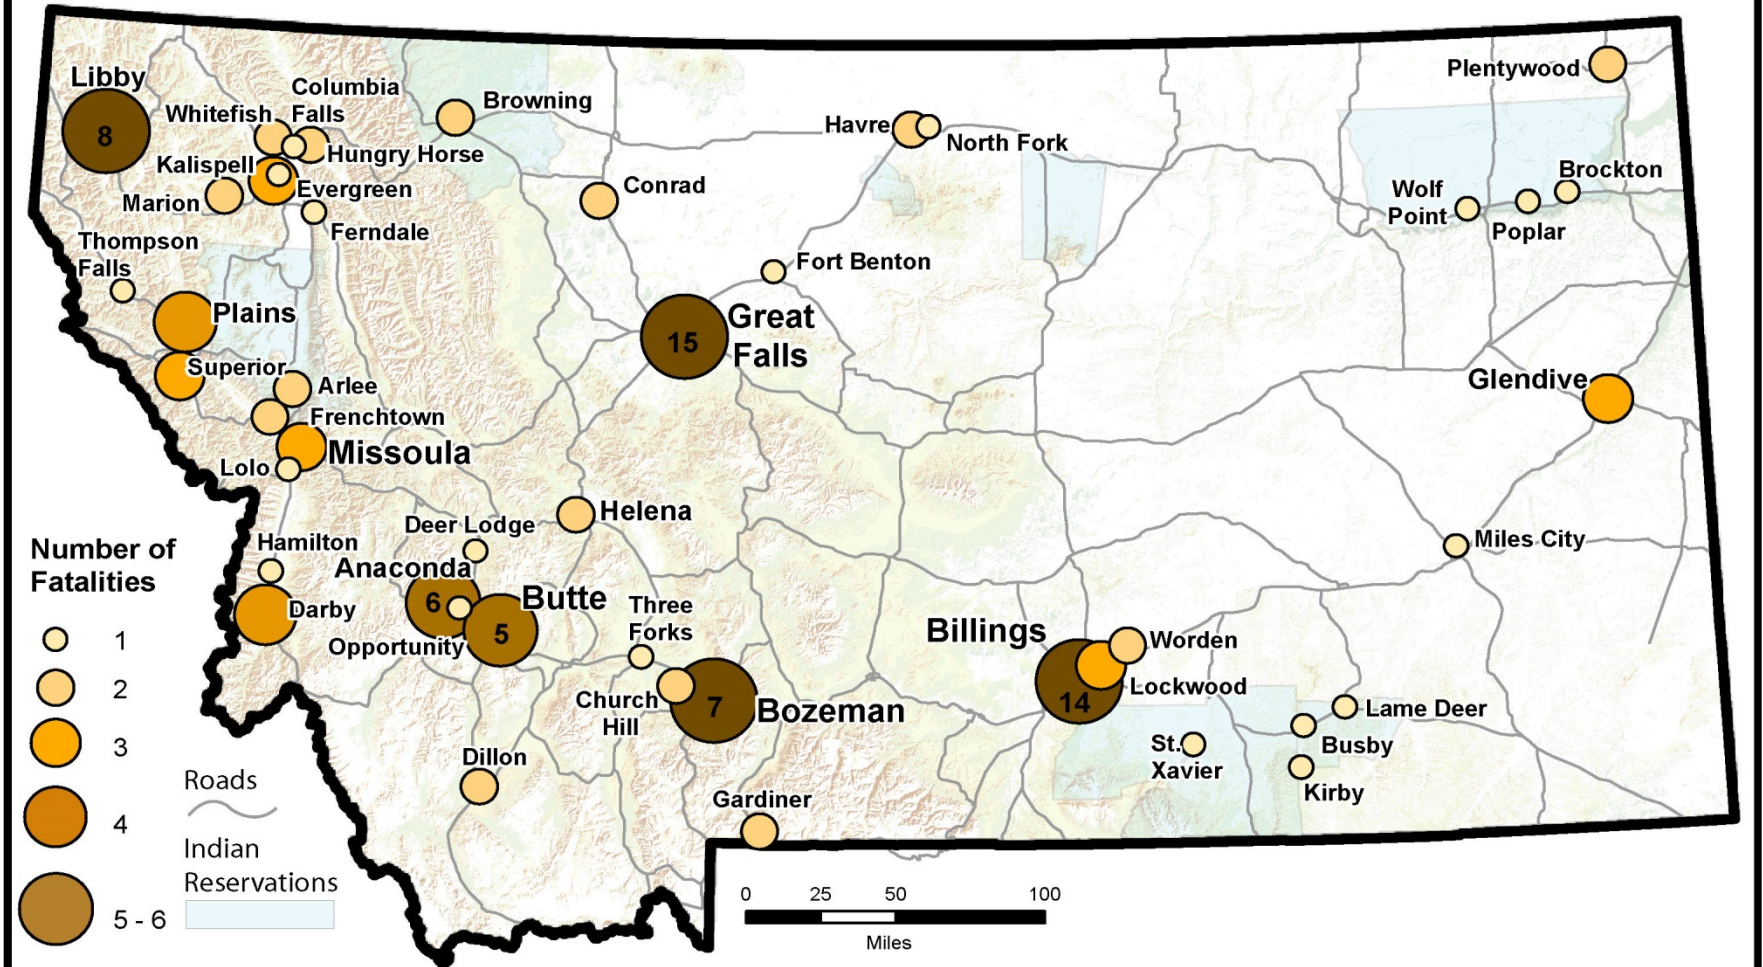 Libby
8
Columbia
Falls
Whitefish
Browning
Hungry Horse
Kalispell
Evergreen
Marion
Ferndale
Conrad
Havre
North Fork
Plentywood
Brockton
Wolf
Point
Poplar
Thompson
Falls
Fort Benton
Plains
Great
Falls
15
Superior
Arlee
Frenchtown
Missoula
Lolo
Glendive
Helena
Deer Lodge
Hamilton
Anaconda
6
Butte
5
Darby
Opportunity
Three
Forks
Church
Hill
7
Bozeman
Miles City
Billings
14
Worden
Lockwood
Lame Deer
Busby
St.
Xavier
Kirby
Dillon
Gardiner
Number of
Fatalities
1
2
3
4
5 - 6
Roads
Indian
Reservations
0 25 50 100
Miles